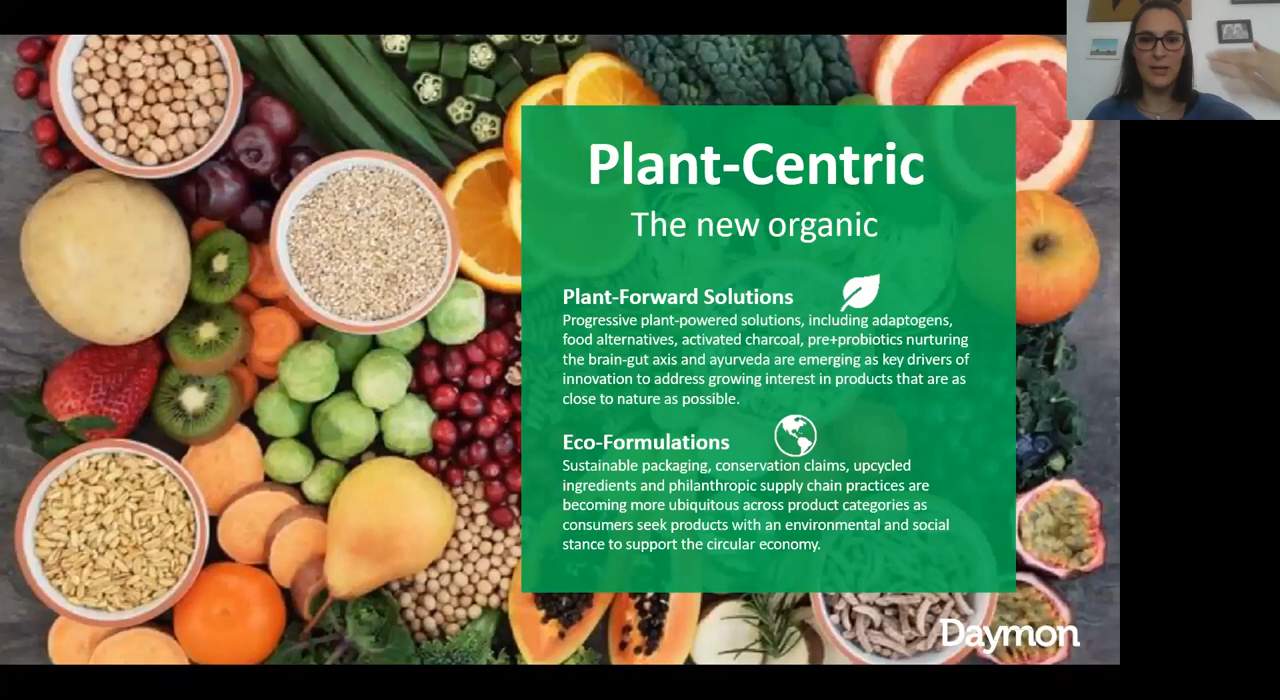 Plant-Centric
The new organic
Plant-Forward Solutions
Progressive plant-powered solutions, including adaptogens,
food alternatives, activated charcoal, pre+probiotics nurturing
the brain-gut axis and ayurveda are emerging as key drivers of
innovation to address growing interest in products that are as
close to nature as possible.
Eco-Formulations
Sustainable packaging, conservation claims, upcycled
ingredients and philanthropic supply chain practices are
becoming more ubiquitous across product categories as
consumers seek products with an environmental and social
stance to support the circular economy.
Daymon